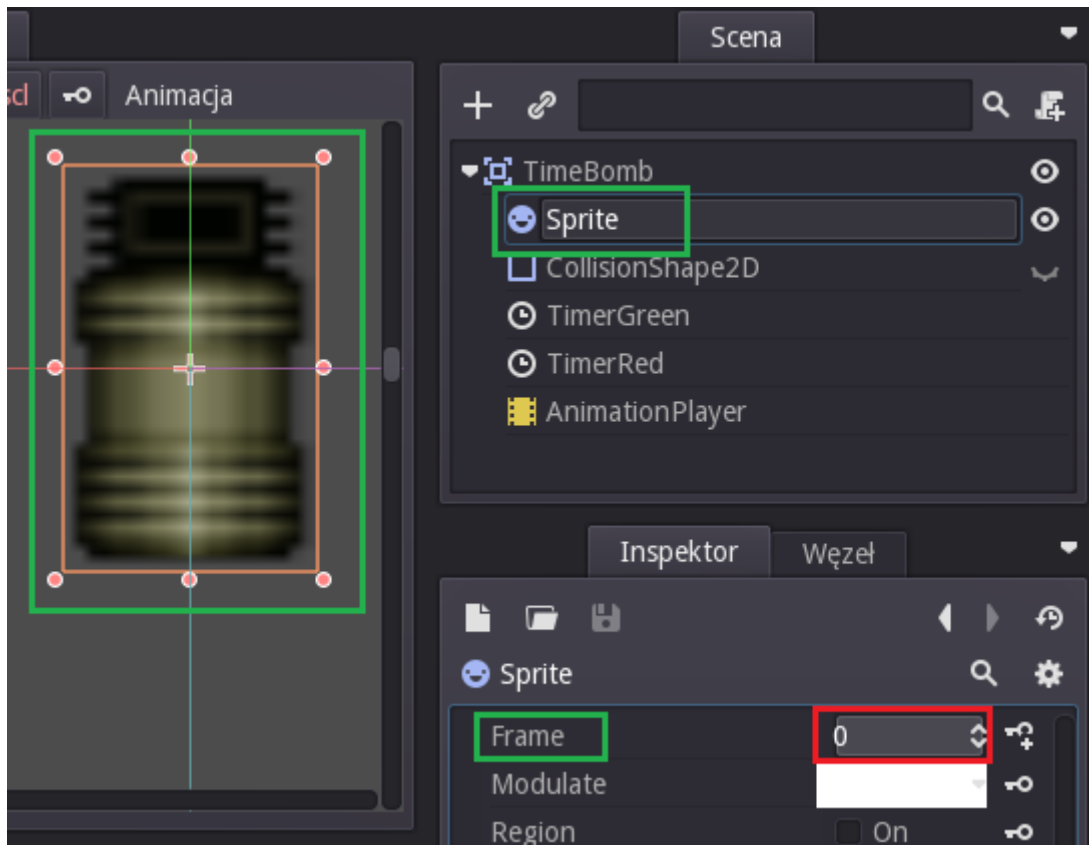 scl Animacja
Scena
TimeBomb
Sprite
CollisionShape2D
TimerGreen
TimerRed
AnimationPlayer
Inspektor Węzeł
Sprite
Frame 0
Modulate
Region On